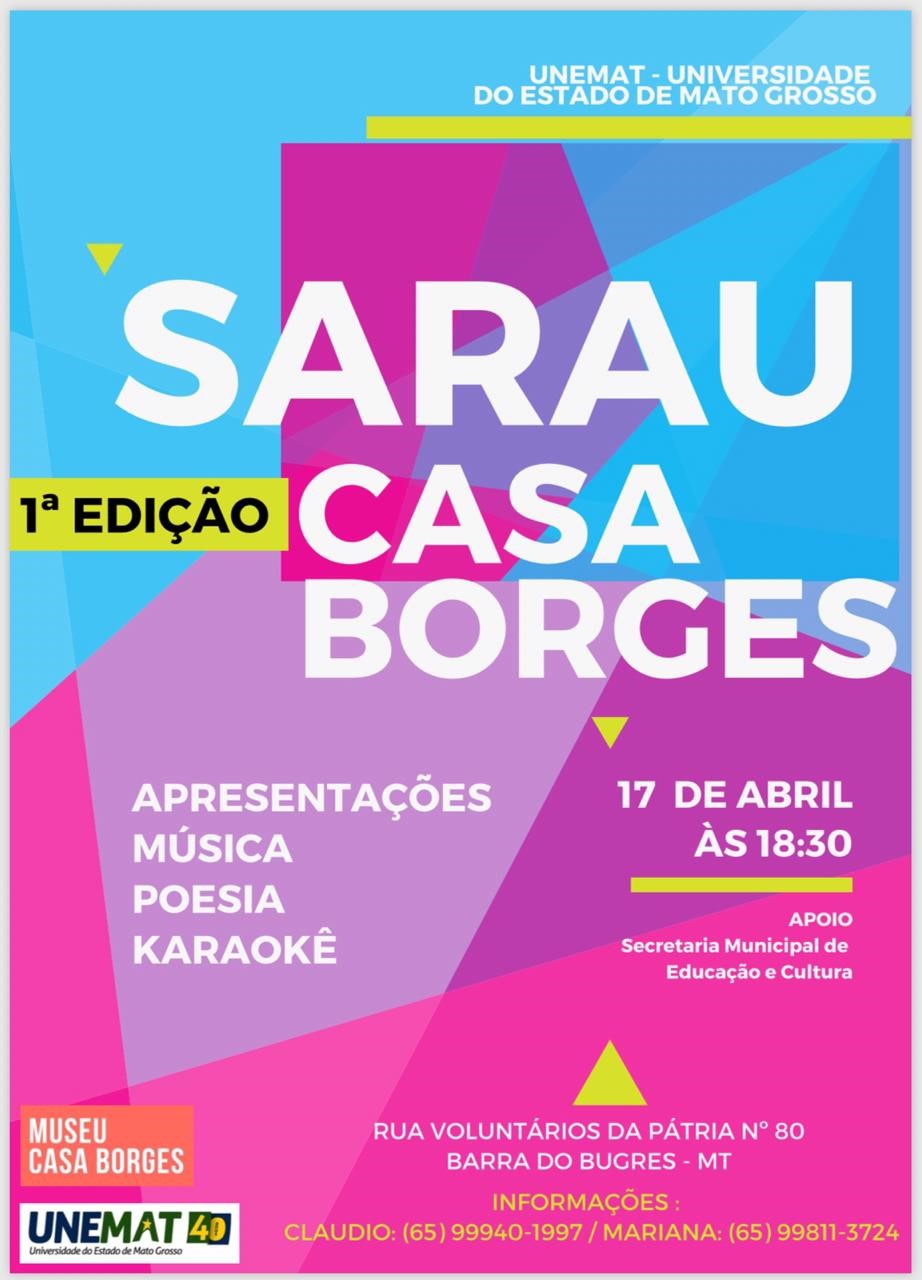 UNEMAT - UNIVERSIDADE
DO ESTADO DE MATO GROSSO
SARAU
1ª EDIÇÃO
CASA
BORGES
APRESENTAÇÕES
MÚSICA
POESIA
KARAOKÊ
17 DE ABRIL
ÀS 18:30
APOIO
Secretaria Municipal de
Educação e Cultura
RUA VOLUNTÁRIOS DA PÁTRIA Nº 80
BARRA DO BUGRES - MT
INFORMAÇÕES :
CLAUDIO: (65) 99940-1997 / MARIANA: (65) 99811-3724
MUSEU
CASA BORGES
UNEMAT 40
Universidade do Estado de Mato Grosso